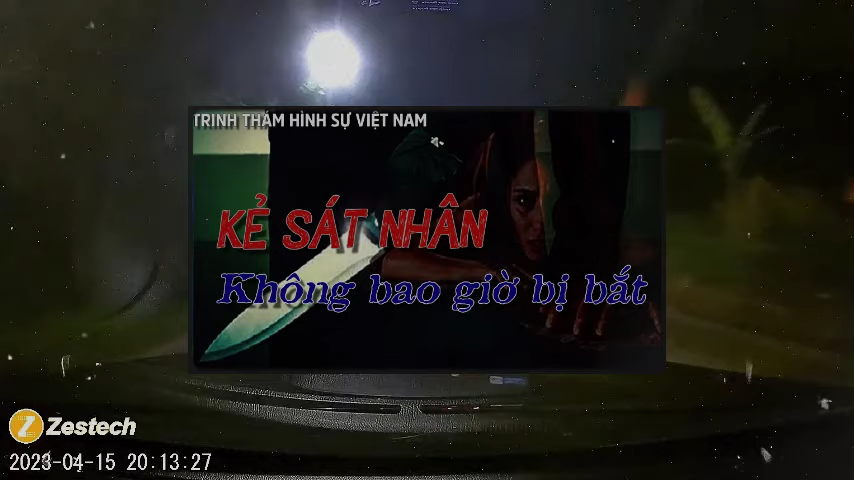 TRINH THÁM HÌNH SỰ VIỆT NAM
KẺ SÁT NHÂN
Không bao giờ bị bắt
Zestech
2023-04-15 20:13:27